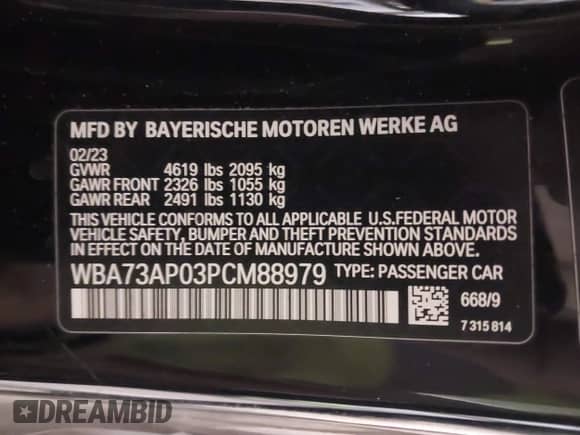 MFD BY BAYERISCHE MOTOREN WERKE AG
02/23
GVWR 4619 lbs 2095 kg
GAWR FRONT 2326 lbs 1055 kg
GAWR REAR 2491 lbs 1130 kg
THIS VEHICLE CONFORMS TO ALL APPLICABLE U.S.FEDERAL MOTOR
VEHICLE SAFETY, BUMPER AND THEFT PREVENTION STANDARDS
IN EFFECT ON THE DATE OF MANUFACTURE SHOWN ABOVE.
WBA73AP03PCM88979 TYPE: PASSENGER CAR
668/9
7 315 814
DREAMBID